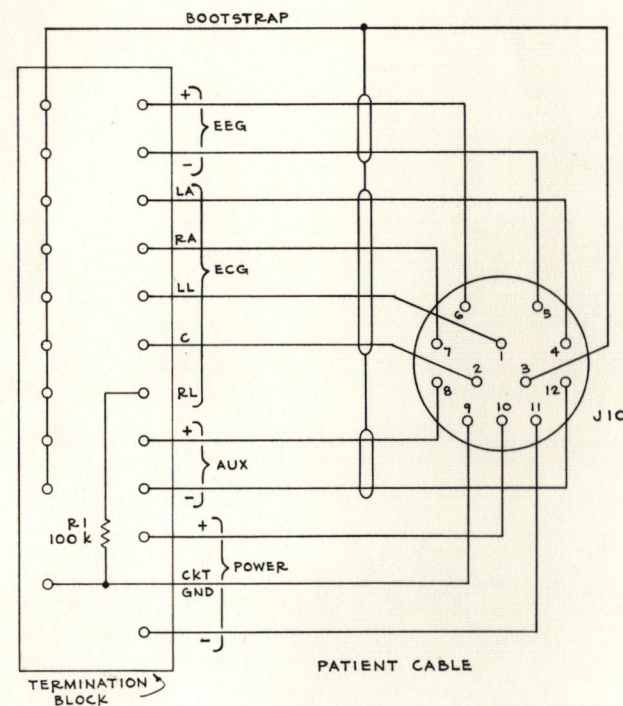 BOOTSTRAP
+
EEG
-
LA
RA
ECG
LL
C
RL
+
AUX
-
R1
100 K
+
POWER
CKT
GND
-
6
5
7
1
4
2
3
8
12
9
10
11
PATIENT CABLE
TERMINATION
BLOCK